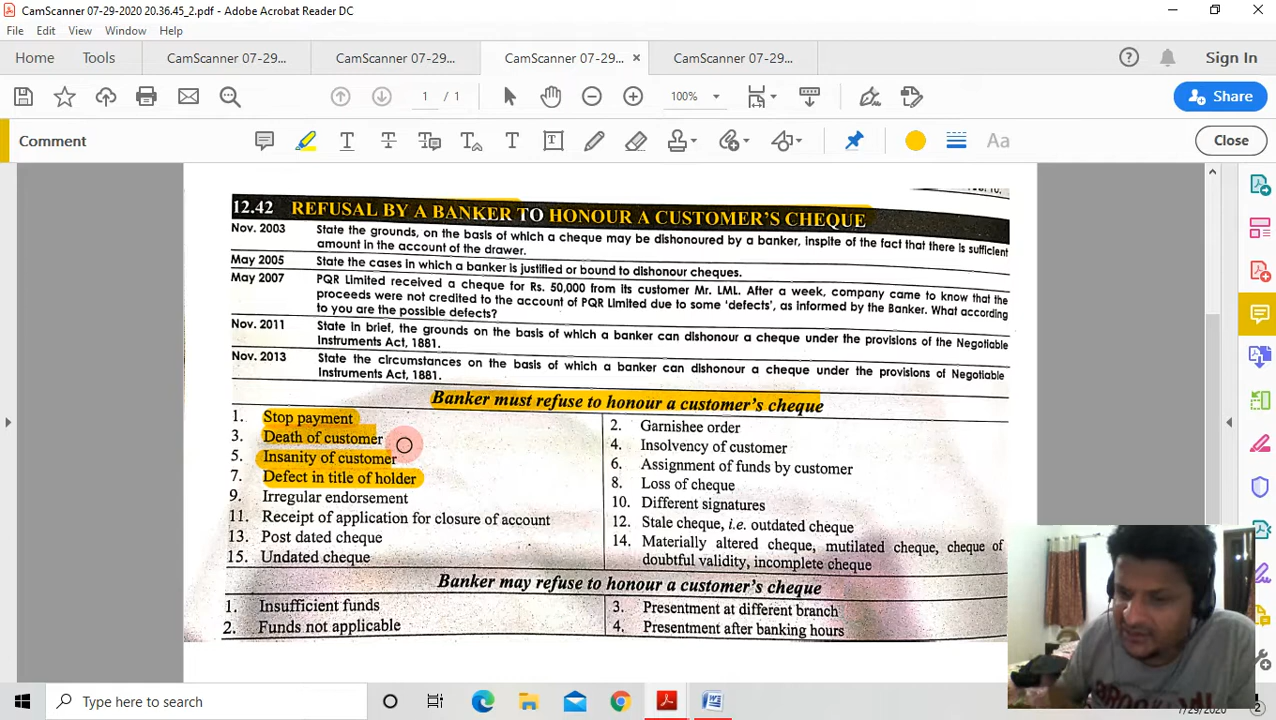 CamScanner 07-29-2020 20.36.45_2.pdf - Adobe Acrobat Reader DC
File Edit View Window Help
Home Tools CamScanner 07-29... CamScanner 07-29... CamScanner 07-29... × CamScanner 07-29... Sign In
1 / 1 100% Share
Comment Aa Close
12.42 REFUSAL BY A BANKER TO HONOUR A CUSTOMER'S CHEQUE
Nov. 2003 State the grounds, on the basis of which a cheque may be dishonoured by a banker, inspite of the fact that there is sufficient
amount in the account of the drawer.
May 2005 State the cases in which a banker is justified or bound to dishonour cheques.
May 2007 PQR Limited received a cheque for Rs. 50,000 from its customer Mr. LML. After a week, company came to know that the
proceeds were not credited to the account of PQR Limited due to some 'defects', as informed by the Banker. What according
to you are the possible defects?
Nov. 2011 State in brief, the grounds on the basis of which a banker can dishonour a cheque under the provisions of the Negotiable
Instruments Act, 1881.
Nov. 2013 State the circumstances on the basis of which a banker can dishonour a cheque under the provisions of Negotiable
Instruments Act, 1881.
Banker must refuse to honour a customer's cheque
1. Stop payment
3. Death of customer
5. Insanity of customer
7. Defect in title of holder
9. Irregular endorsement
11. Receipt of application for closure of account
13. Post dated cheque
15. Undated cheque
2. Garnishee order
4. Insolvency of customer
6. Assignment of funds by customer
8. Loss of cheque
10. Different signatures
12. Stale cheque, i.e. outdated cheque
14. Materially altered cheque, mutilated cheque, cheque of
doubtful validity, incomplete cheque
Banker may refuse to honour a customer's cheque
1. Insufficient funds
2. Funds not applicable
3. Presentment at different branch
4. Presentment after banking hours
Type here to search
7/29/2020 2